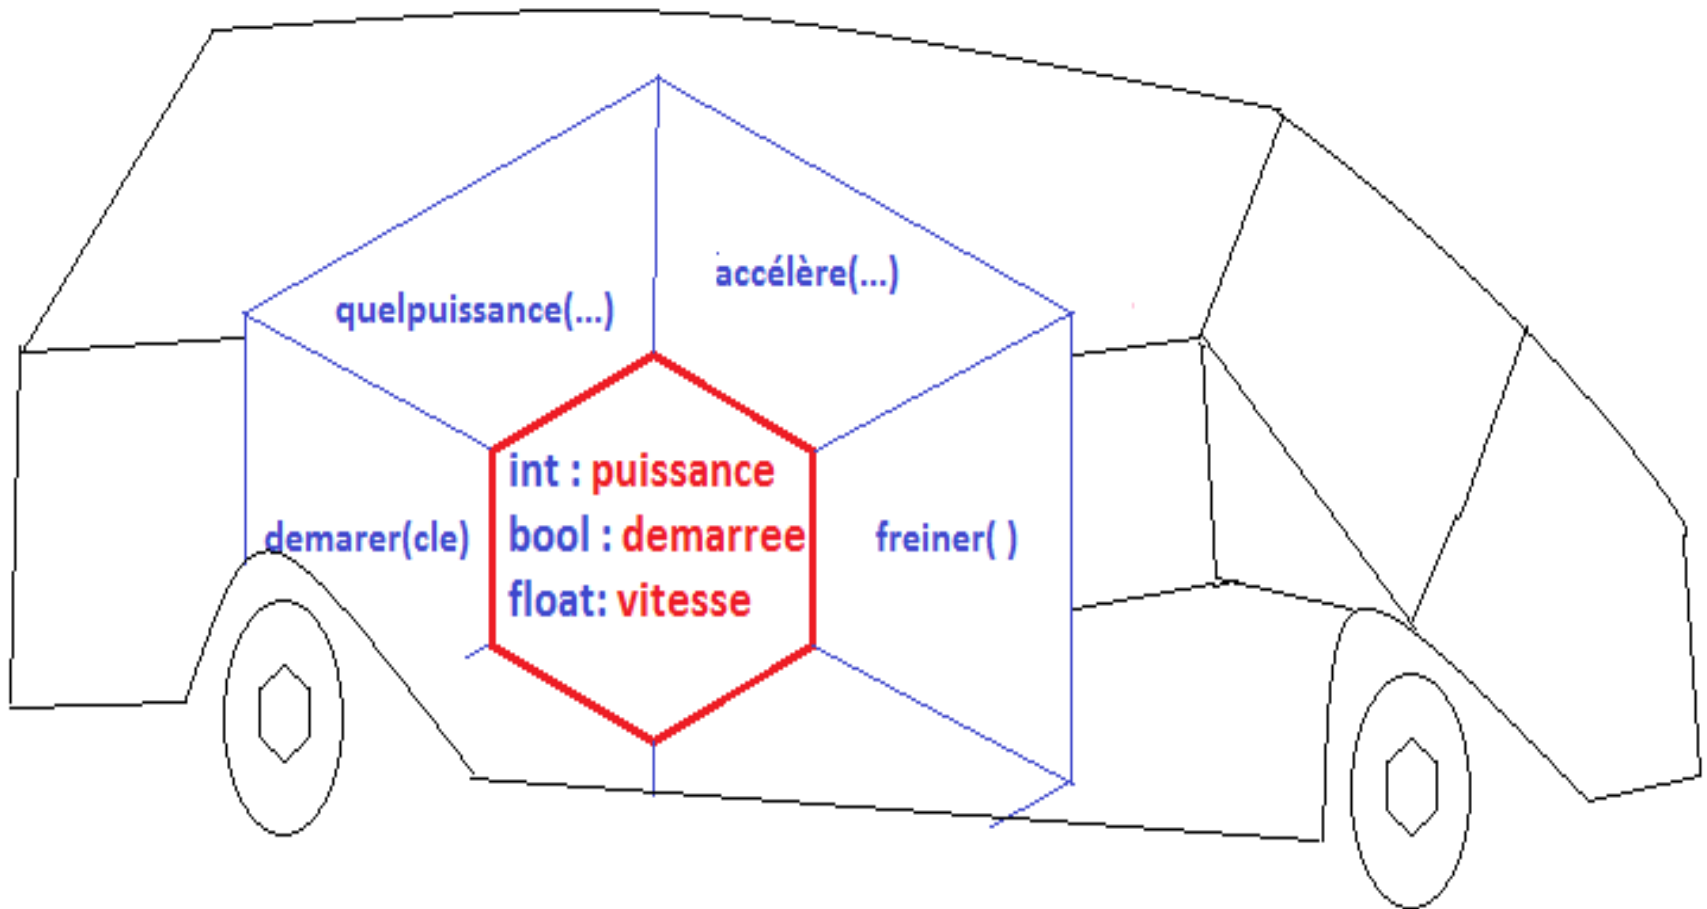 accélère(...)
quelpuissance(...)
int : puissance
demarer(cle)
bool : demarree
freiner( )
float: vitesse